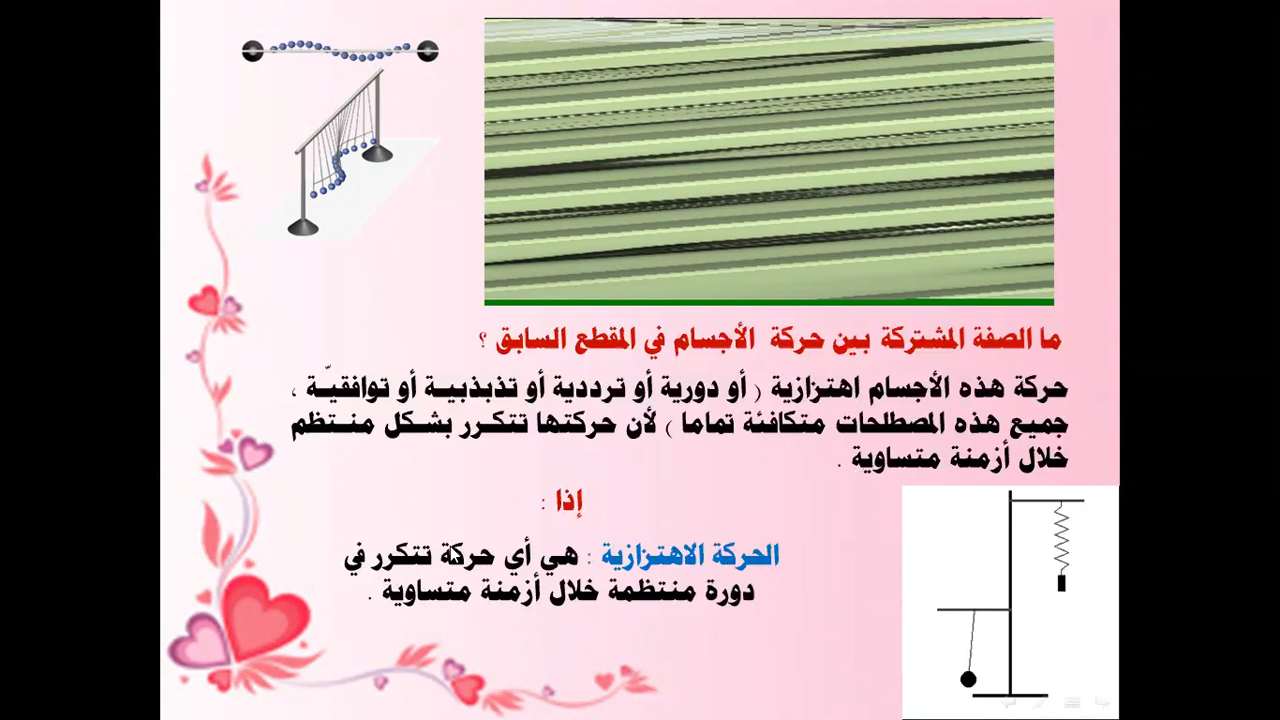 ما الصفة المشتركة بين حركة الأجسام في المقطع السابق ؟
حركة هذه الأجسام اهتزازية ( أو دورية أو ترددية أو تذبذبية أو توافقيّة ،
جميع هذه المصطلحات متكافئة تماما ) لأن حركتها تتكرر بشكل منتظم
خلال أزمنة متساوية .
إذا :
الحركة الاهتزازية : هي أي حركة تتكرر في
دورة منتظمة خلال أزمنة متساوية .